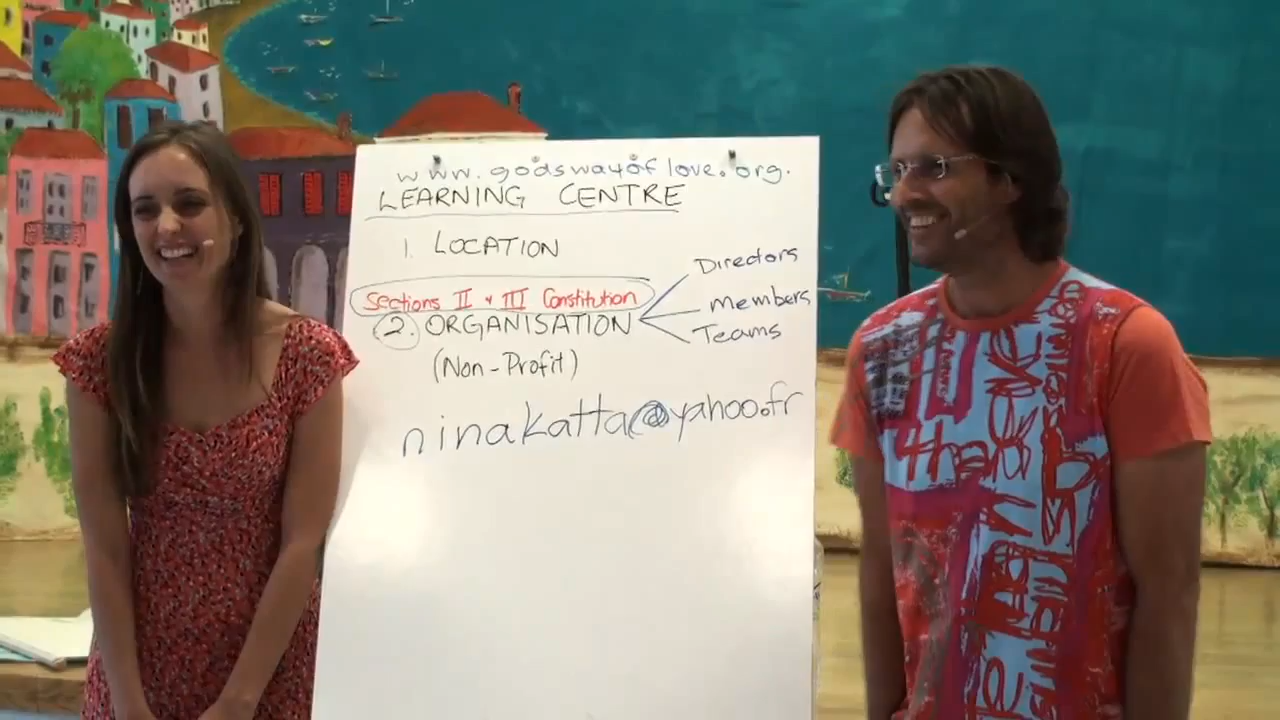 www.godswayoflove.org.
LEARNING CENTRE
1. LOCATION
Sections II & III Constitution
2. ORGANISATION
(Non-Profit)
Directors
Members
Teams
ninakatta@yahoo.fr